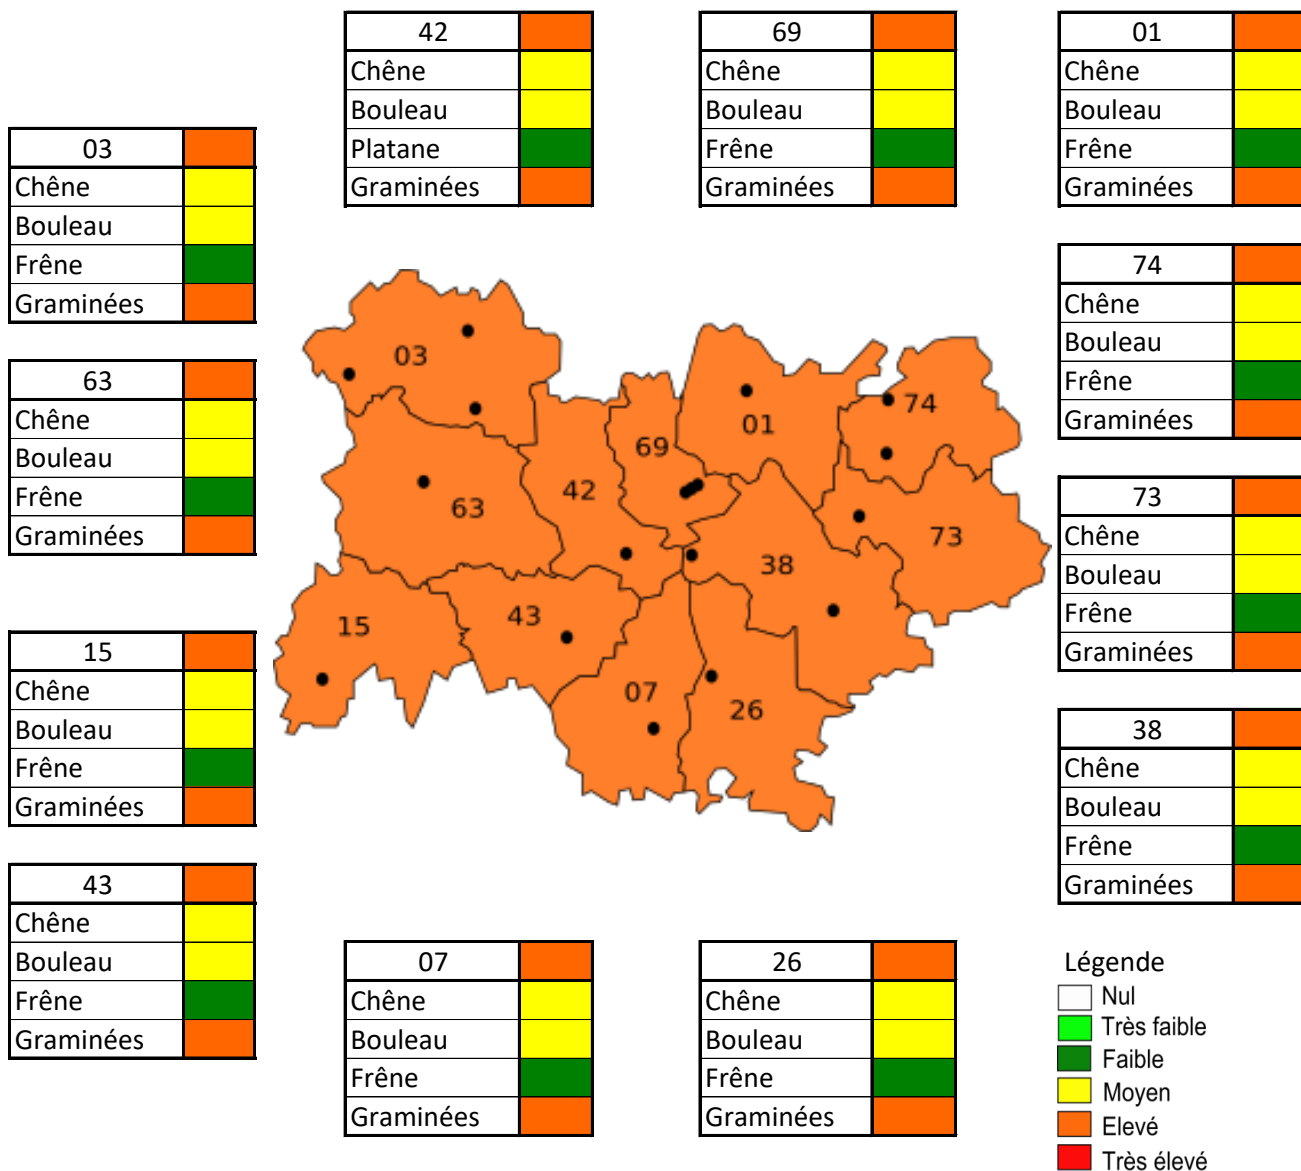 42
Chêne
Bouleau
Platane
Graminées
69
Chêne
Bouleau
Frêne
Graminées
01
Chêne
Bouleau
Frêne
Graminées
03
Chêne
Bouleau
Frêne
Graminées
74
Chêne
Bouleau
Frêne
Graminées
63
Chêne
Bouleau
Frêne
Graminées
73
Chêne
Bouleau
Frêne
Graminées
03
01
74
69
42
63
73
38
43
15
07
26
15
Chêne
Bouleau
Frêne
Graminées
38
Chêne
Bouleau
Frêne
Graminées
43
Chêne
Bouleau
Frêne
Graminées
07
Chêne
Bouleau
Frêne
Graminées
26
Chêne
Bouleau
Frêne
Graminées
Légende
Nul
Très faible
Faible
Moyen
Elevé
Très élevé